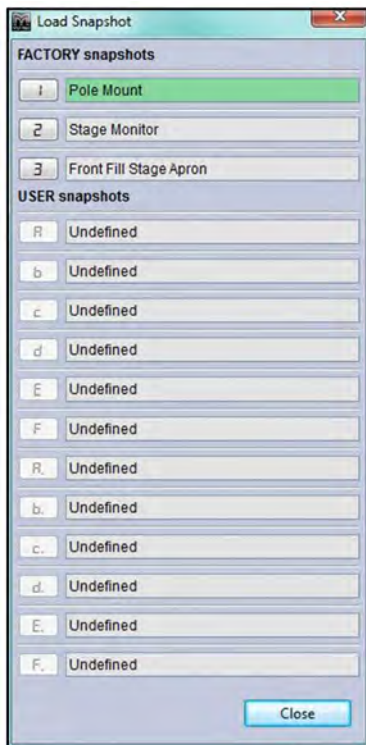 Load Snapshot
FACTORY snapshots
1 Pole Mount
2 Stage Monitor
3 Front Fill Stage Apron
USER snapshots
A Undefined
b Undefined
c Undefined
d Undefined
E Undefined
F Undefined
A. Undefined
b. Undefined
c. Undefined
d. Undefined
E. Undefined
F. Undefined
Close